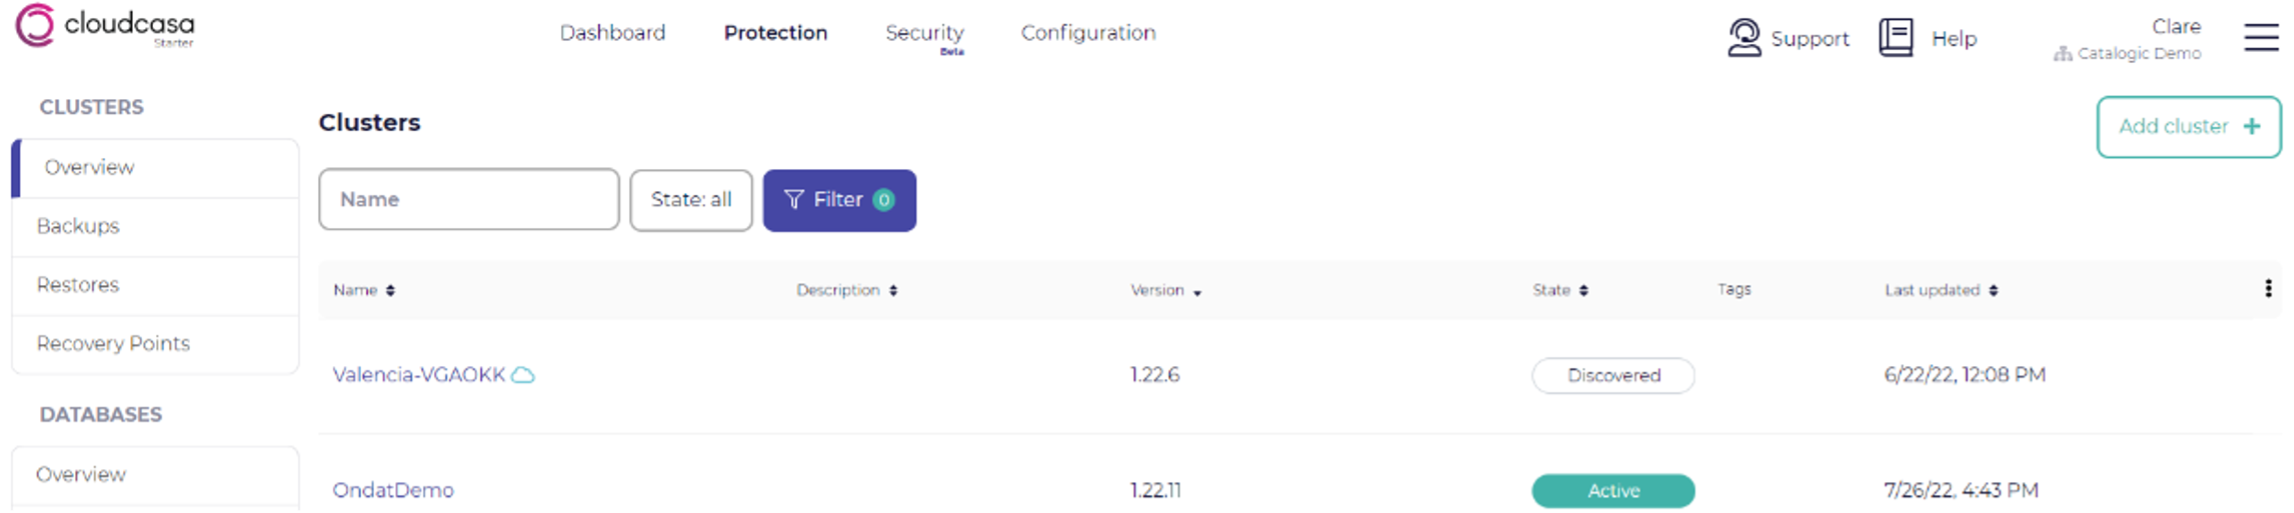 cloudcasa
Starter
Dashboard
Protection
Security
Beta
Configuration
Support
Help
Clare
Catalogic Demo
CLUSTERS
Overview
Backups
Restores
Recovery Points
DATABASES
Overview
Clusters
Add cluster +
Name
State: all
Filter 0
Name Description Version State Tags Last updated
Valencia-VGAOKK 1.22.6 Discovered 6/22/22, 12:08 PM
OndatDemo 1.22.11 Active 7/26/22, 4:43 PM